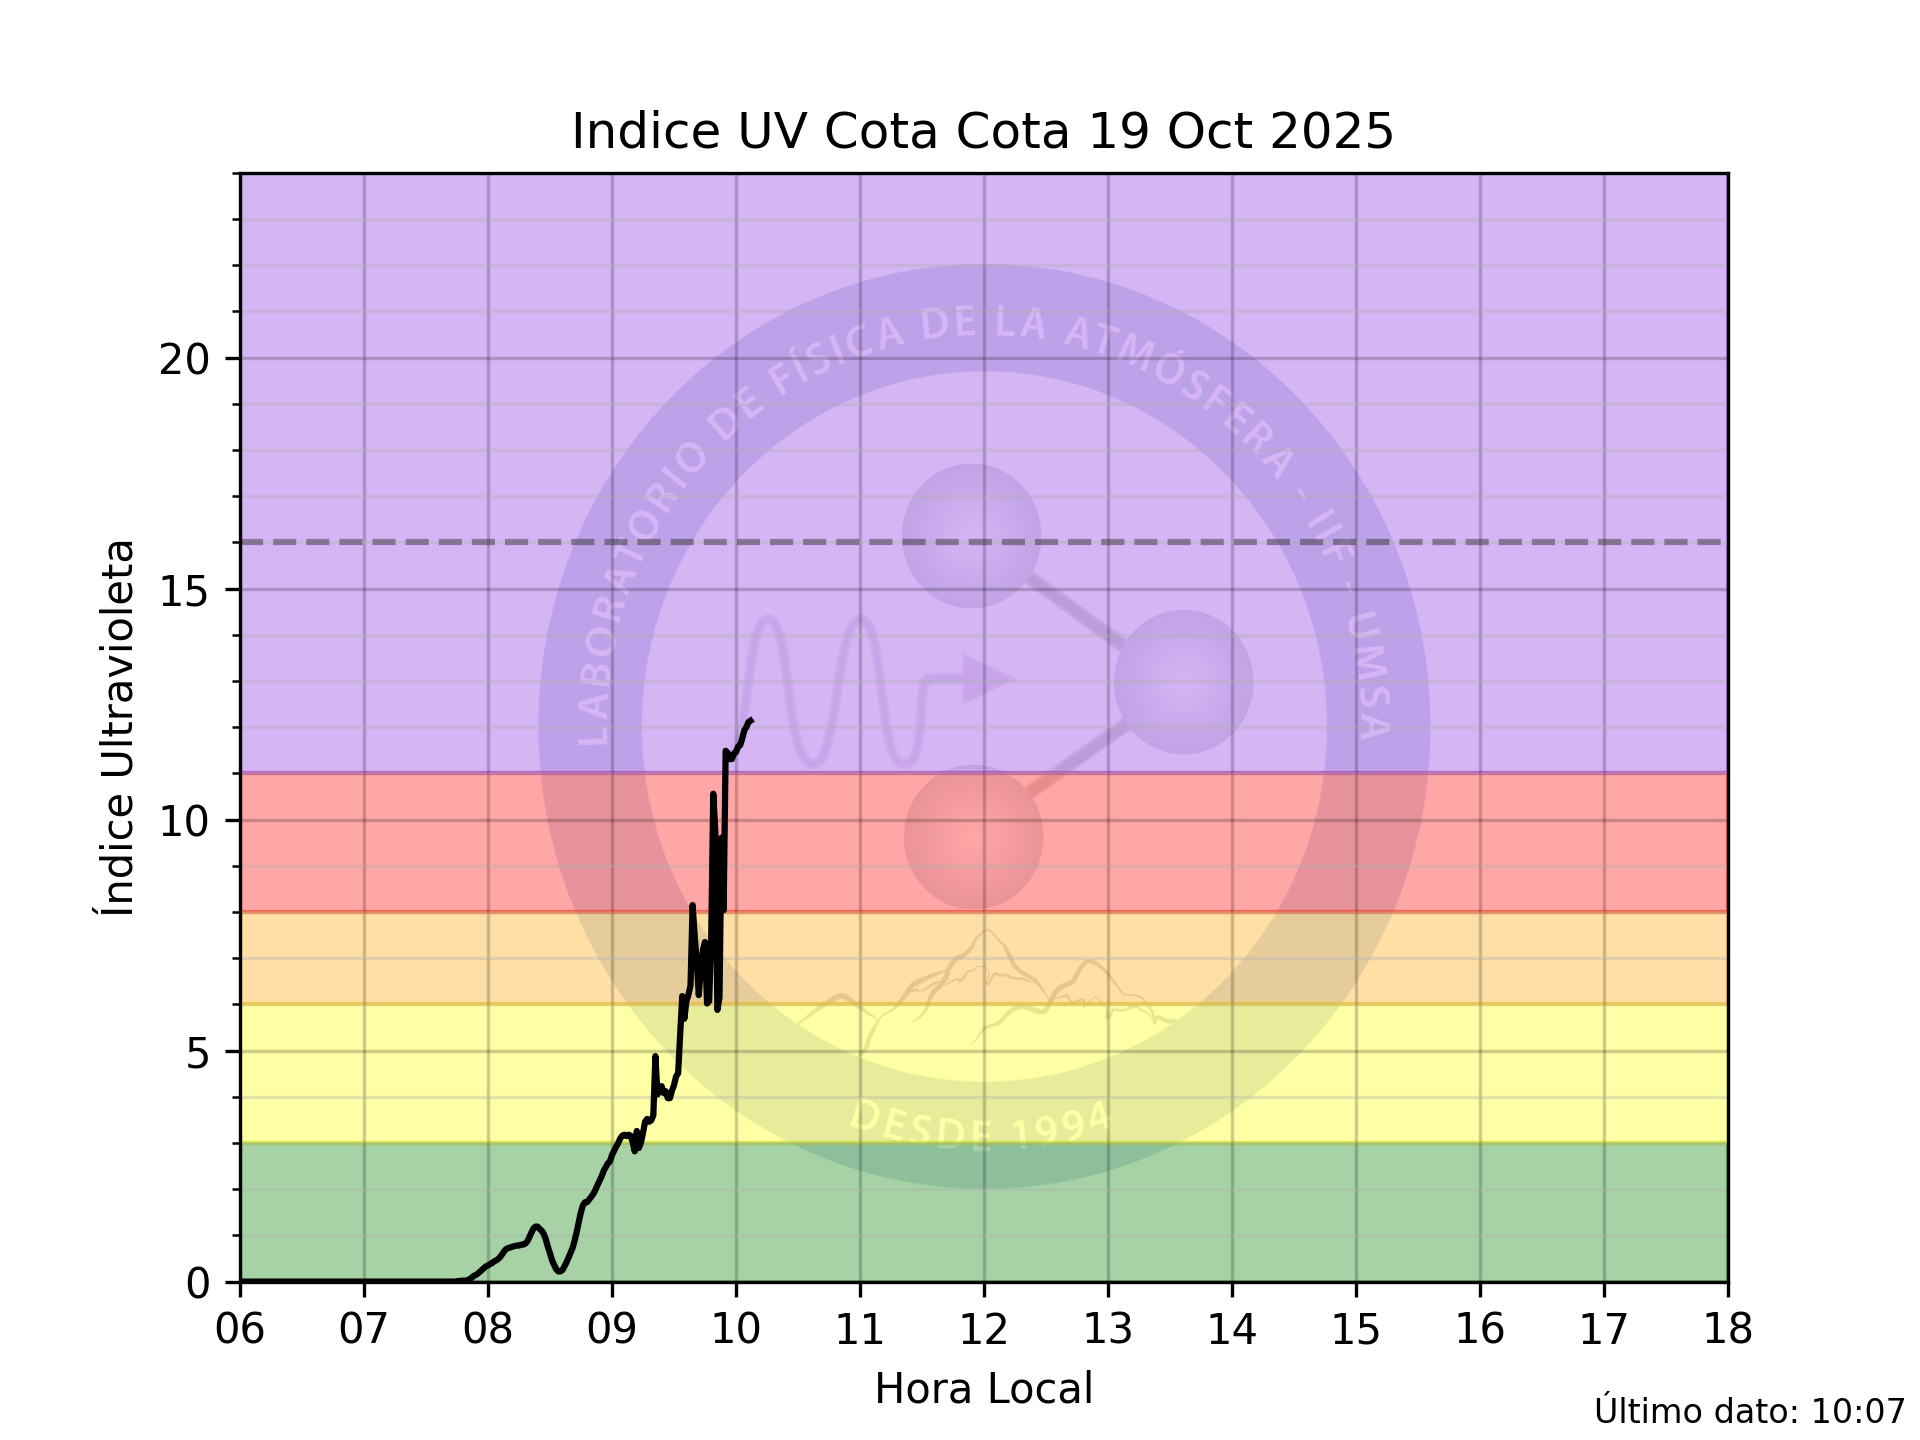 Indice UV Cota Cota 19 Oct 2025
20
15
10
5
0
Índice Ultravioleta
LABORATORIO DE FÍSICA DE LA ATMÓSFERA - IIF - UMSA
DESDE 1994
06 07 08 09 10 11 12 13 14 15 16 17 18
Hora Local
Último dato: 10:07